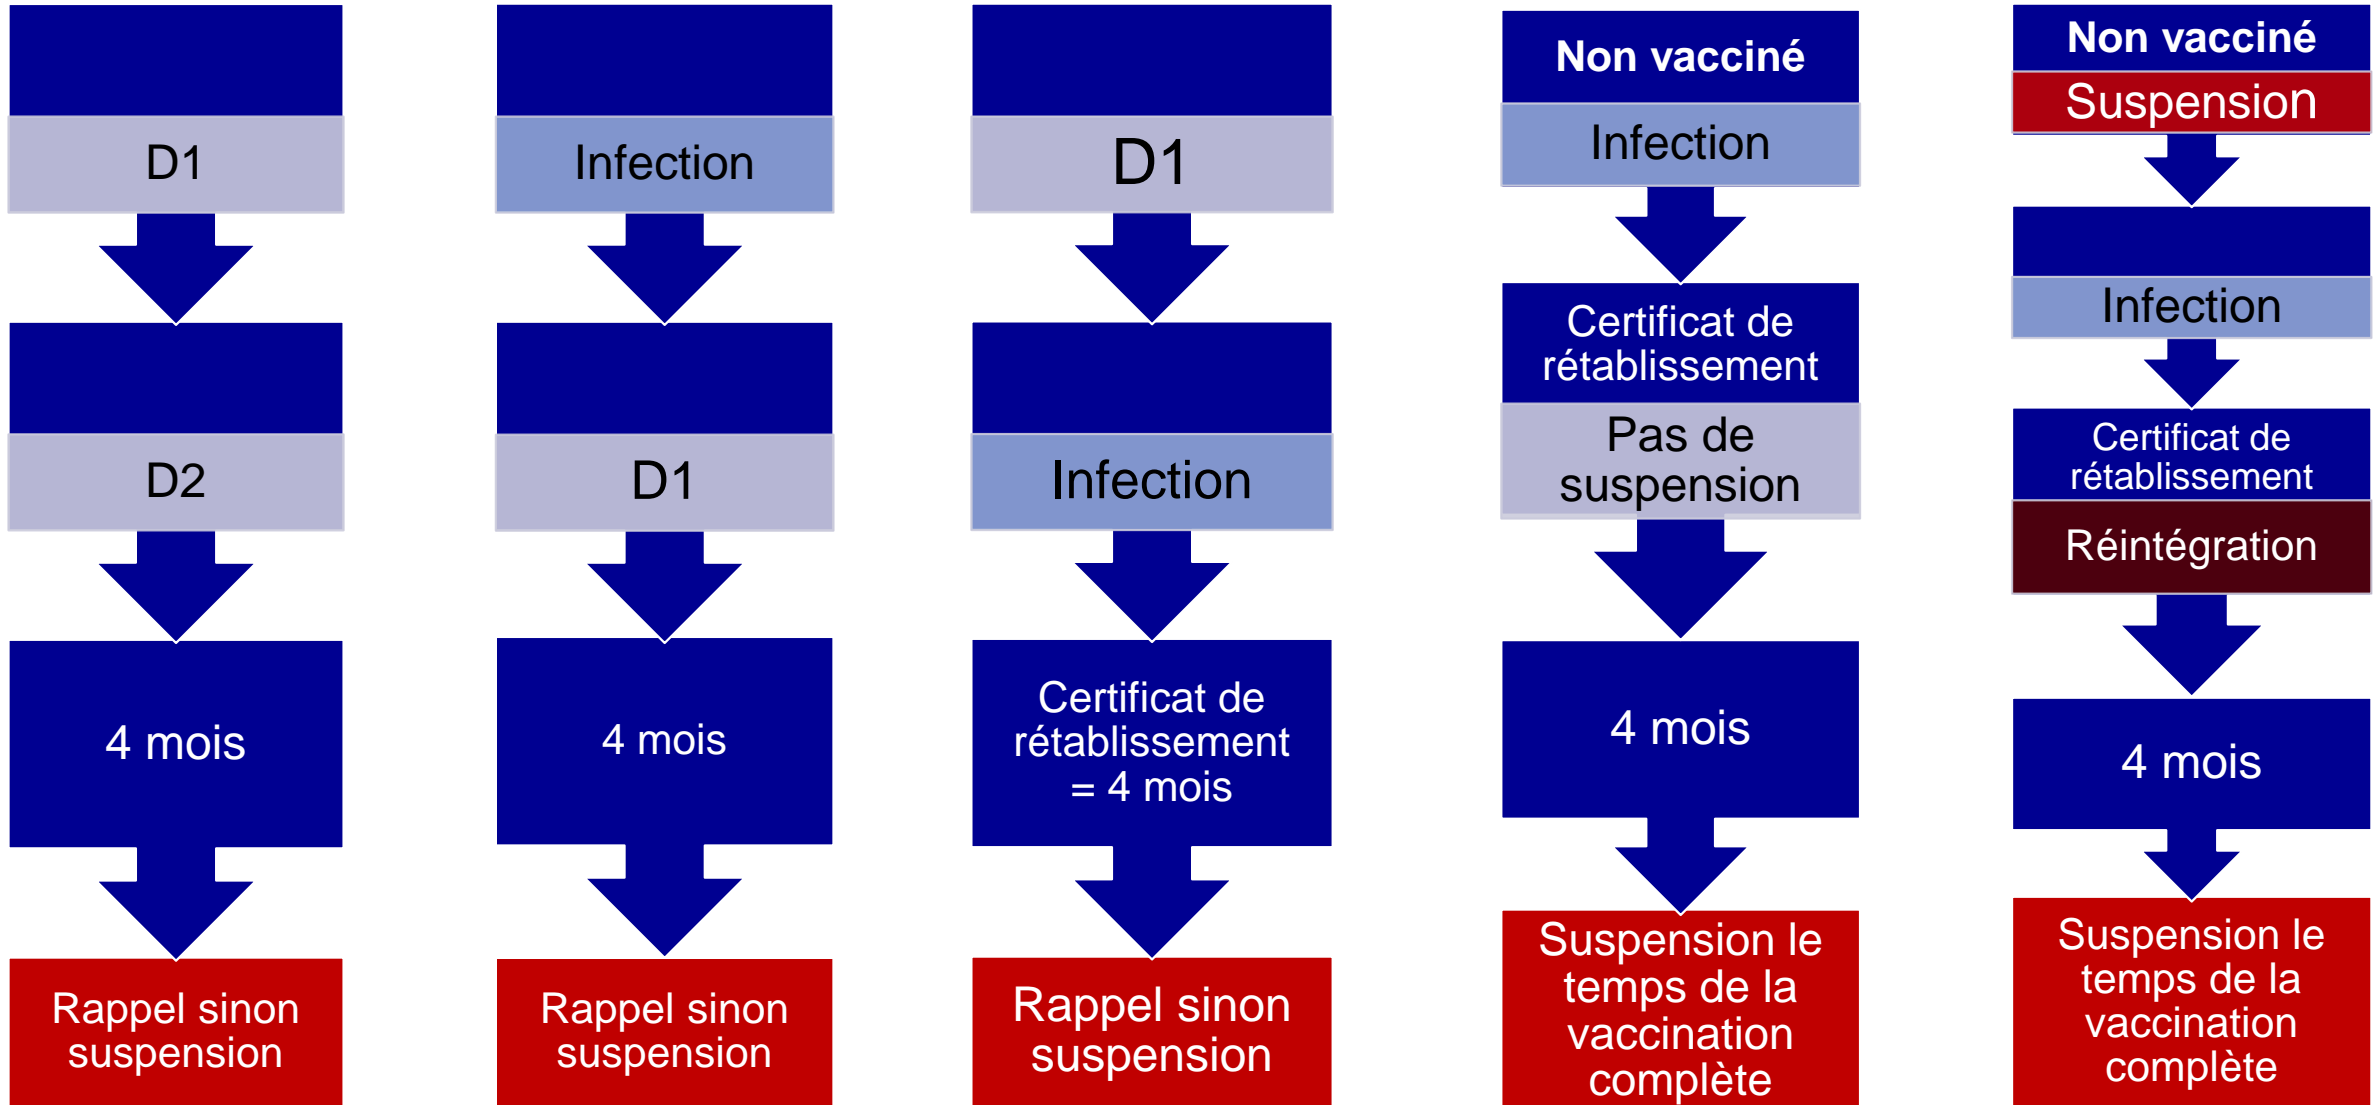 D1
D2
4 mois
Rappel sinon
suspension
Infection
D1
4 mois
Rappel sinon
suspension
D1
Infection
Certificat de
rétablissement
= 4 mois
Rappel sinon
suspension
Non vacciné
Infection
Certificat de
rétablissement
Pas de
suspension
4 mois
Suspension le
temps de la
vaccination
complète
Non vacciné
Suspension
Infection
Certificat de
rétablissement
Réintégration
4 mois
Suspension le
temps de la
vaccination
complète